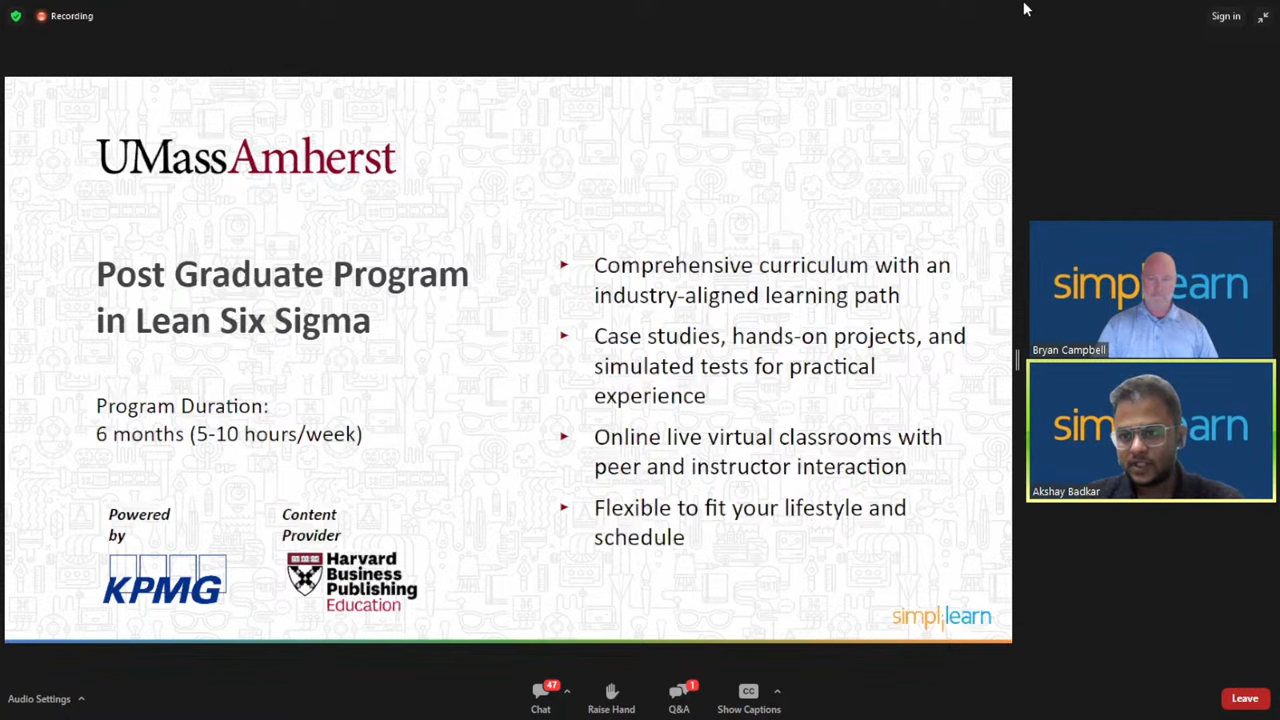 Recording
Sign in
UMassAmherst
Post Graduate Program
in Lean Six Sigma
Program Duration:
6 months (5-10 hours/week)
Powered
by
KPMG
Content
Provider
Harvard
Business
Publishing
Education
Comprehensive curriculum with an
industry-aligned learning path
Case studies, hands-on projects, and
simulated tests for practical
experience
Online live virtual classrooms with
peer and instructor interaction
Flexible to fit your lifestyle and
schedule
simplilearn
Bryan Campbell
Akshay Badkar
Audio Settings
47
Chat
Raise Hand
1
Q&A
CC
Show Captions
Leave